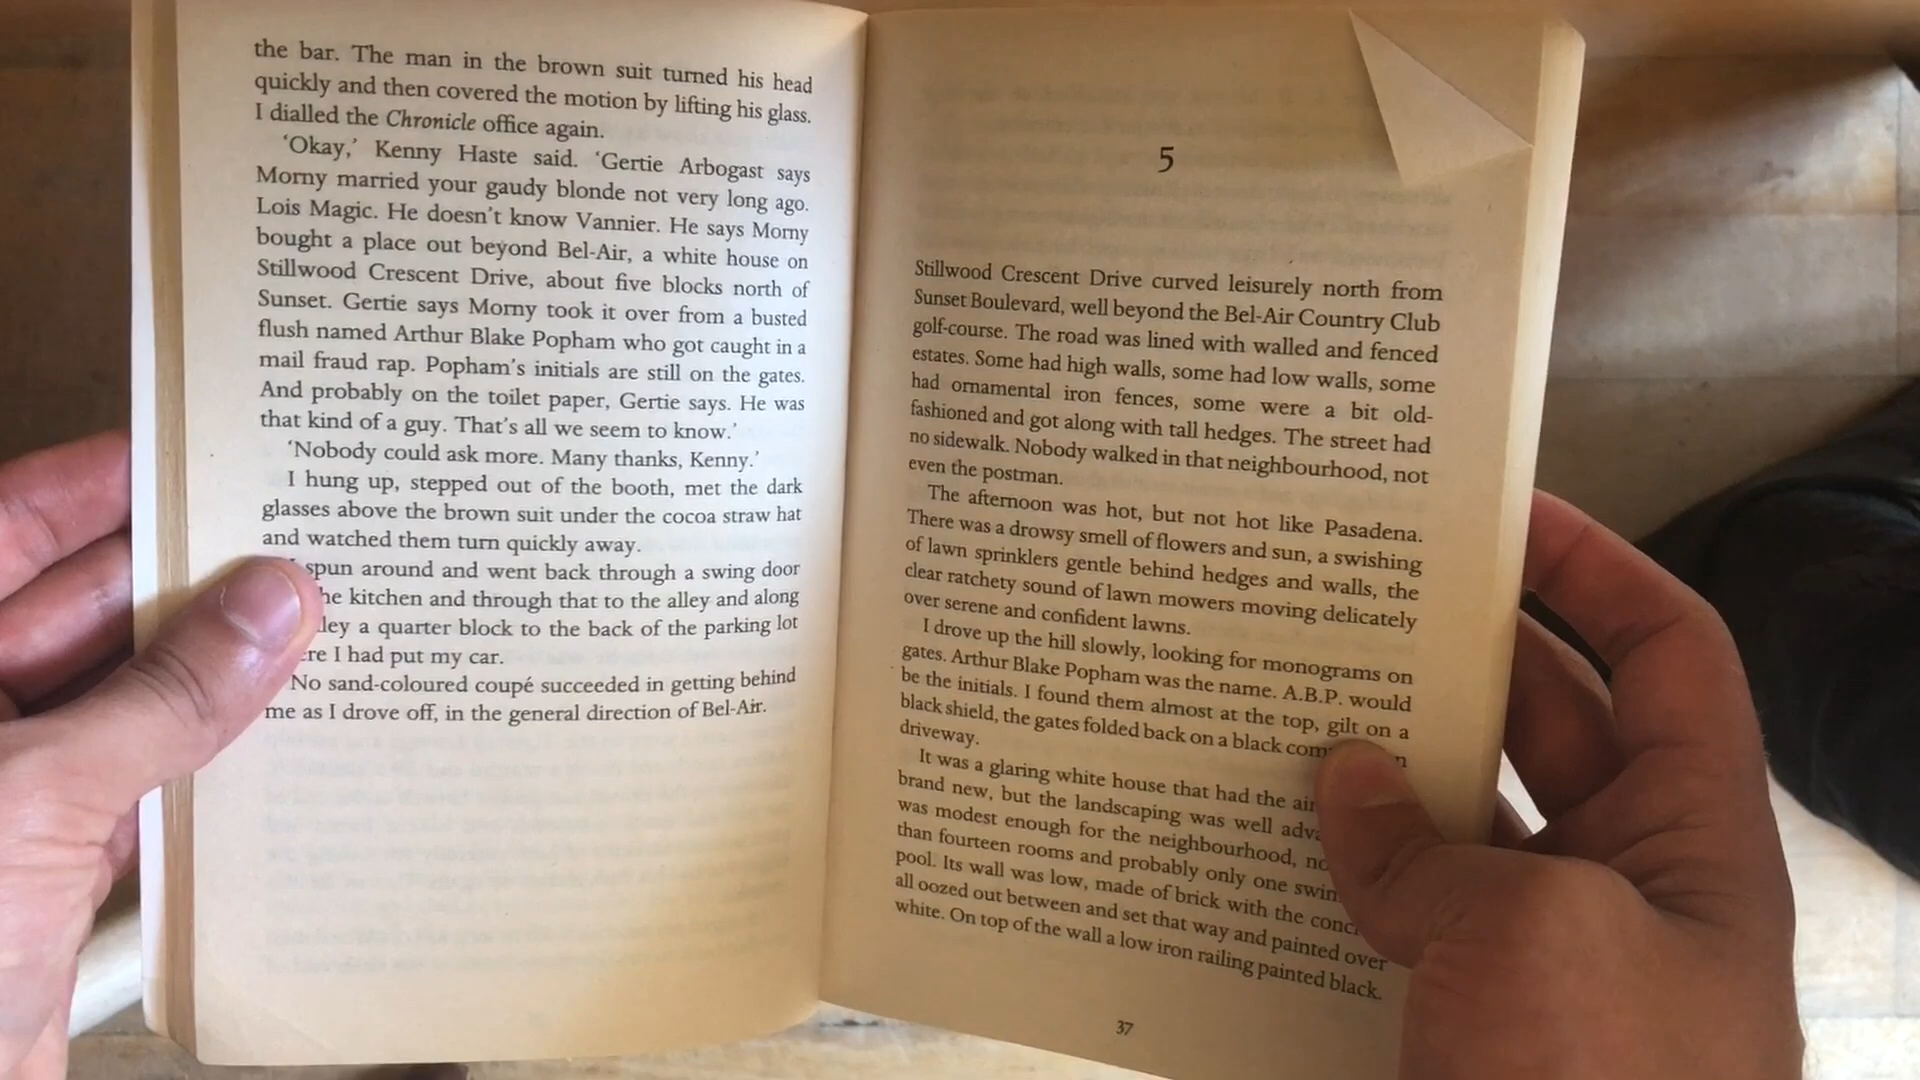 the bar. The man in the brown suit turned his head
quickly and then covered the motion by lifting his glass.
I dialled the Chronicle office again.
‘Okay,’ Kenny Haste said. ‘Gertie Arbogast says
Morny married your gaudy blonde not very long ago.
Lois Magic. He doesn’t know Vannier. He says Morny
bought a place out beyond Bel-Air, a white house on
Stillwood Crescent Drive, about five blocks north of
Sunset. Gertie says Morny took it over from a busted
flush named Arthur Blake Popham who got caught in a
mail fraud rap. Popham’s initials are still on the gates.
And probably on the toilet paper, Gertie says. He was
that kind of a guy. That’s all we seem to know.’
‘Nobody could ask more. Many thanks, Kenny.’
I hung up, stepped out of the booth, met the dark
glasses above the brown suit under the cocoa straw hat
and watched them turn quickly away.
spun around and went back through a swing door
kitchen and through that to the alley and along
a quarter block to the back of the parking lot
I had put my car.
No sand-coloured coupé succeeded in getting behind
me as I drove off, in the general direction of Bel-Air.
5
Stillwood Crescent Drive curved leisurely north from
Sunset Boulevard, well beyond the Bel-Air Country Club
golf-course. The road was lined with walled and fenced
estates. Some had high walls, some had low walls, some
had ornamental iron fences, some were a bit old-
fashioned and got along with tall hedges. The street had
no sidewalk. Nobody walked in that neighbourhood, not
even the postman.
The afternoon was hot, but not hot like Pasadena.
There was a drowsy smell of flowers and sun, a swishing
of lawn sprinklers gentle behind hedges and walls, the
clear ratchety sound of lawn mowers moving delicately
over serene and confident lawns.
I drove up the hill slowly, looking for monograms on
gates. Arthur Blake Popham was the name. A.B.P. would
be the initials. I found them almost at the top, gilt on a
black shield, the gates folded back on a black
driveway.
It was a glaring white house that had the air
brand new, but the landscaping was well
was modest enough for the neighbourhood,
than fourteen rooms and probably only one
pool. Its wall was low, made of brick with the
all oozed out between and set that way and painted over
white. On top of the wall a low iron railing painted black.
37